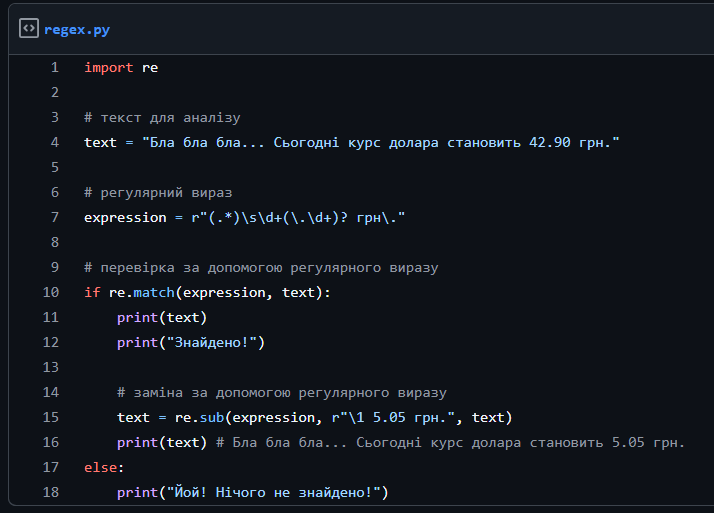 regex.py
1 import re
2
3 # текст для аналізу
4 text = "Бла бла бла... Сьогодні курс долара становить 42.90 грн."
5
6 # регулярний вираз
7 expression = r"(.*)\s\d+(\.\d+)? грн\."
8
9 # перевірка за допомогою регулярного виразу
10 if re.match(expression, text):
11     print(text)
12     print("Знайдено!")
13
14     # заміна за допомогою регулярного виразу
15     text = re.sub(expression, r"\1 5.05 грн.", text)
16     print(text) # Бла бла бла... Сьогодні курс долара становить 5.05 грн.
17 else:
18     print("Йой! Нічого не знайдено!")